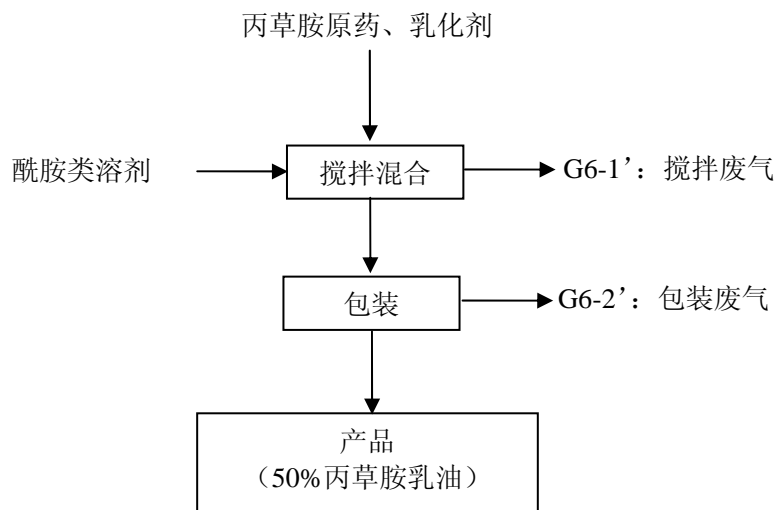 丙草胺原药、乳化剂
酰胺类溶剂
搅拌混合
G6-1’：搅拌废气
包装
G6-2’：包装废气
产品
（50%丙草胺乳油）